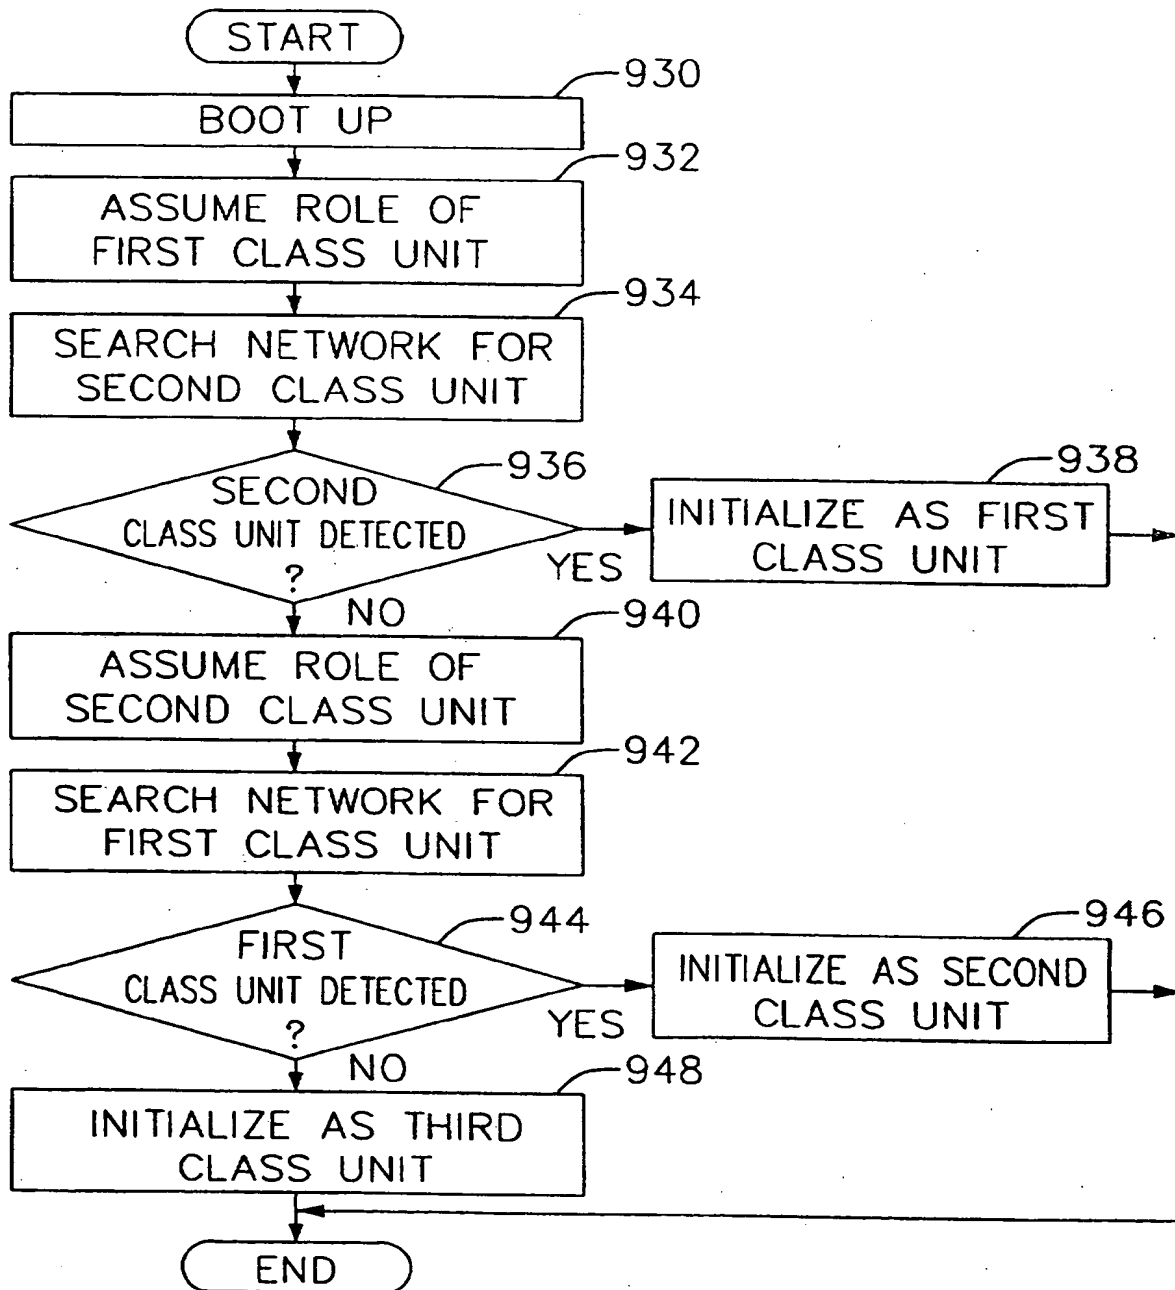 START
930
BOOT UP
932
ASSUME ROLE OF
FIRST CLASS UNIT
934
SEARCH NETWORK FOR
SECOND CLASS UNIT
936
SECOND
CLASS UNIT DETECTED
?
YES
938
INITIALIZE AS FIRST
CLASS UNIT
NO
940
ASSUME ROLE OF
SECOND CLASS UNIT
942
SEARCH NETWORK FOR
FIRST CLASS UNIT
944
FIRST
CLASS UNIT DETECTED
?
YES
946
INITIALIZE AS SECOND
CLASS UNIT
NO
948
INITIALIZE AS THIRD
CLASS UNIT
END